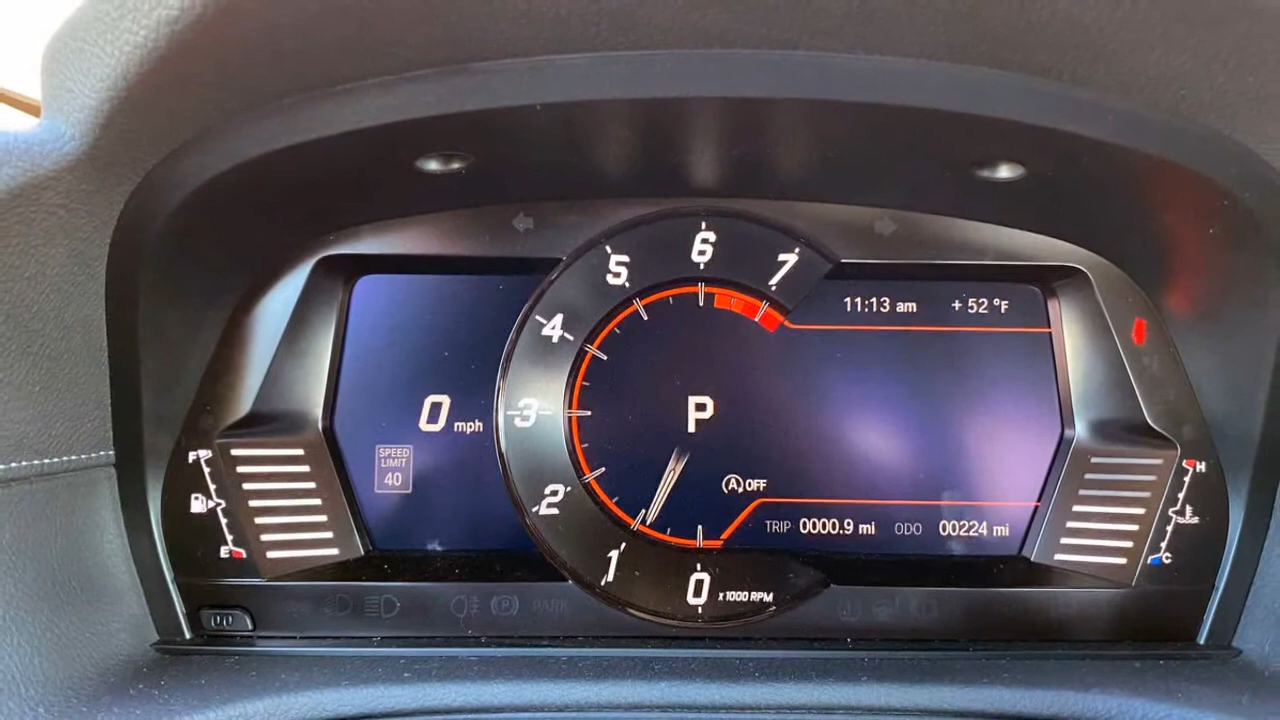 11:13 am
+ 52 °F
7
6
5
4
3
2
1
0
x 1000 RPM
P
0 mph
SPEED
LIMIT
40
A OFF
TRIP 0000.9 mi
ODO 00224 mi
F
E
H
C
P
PARK